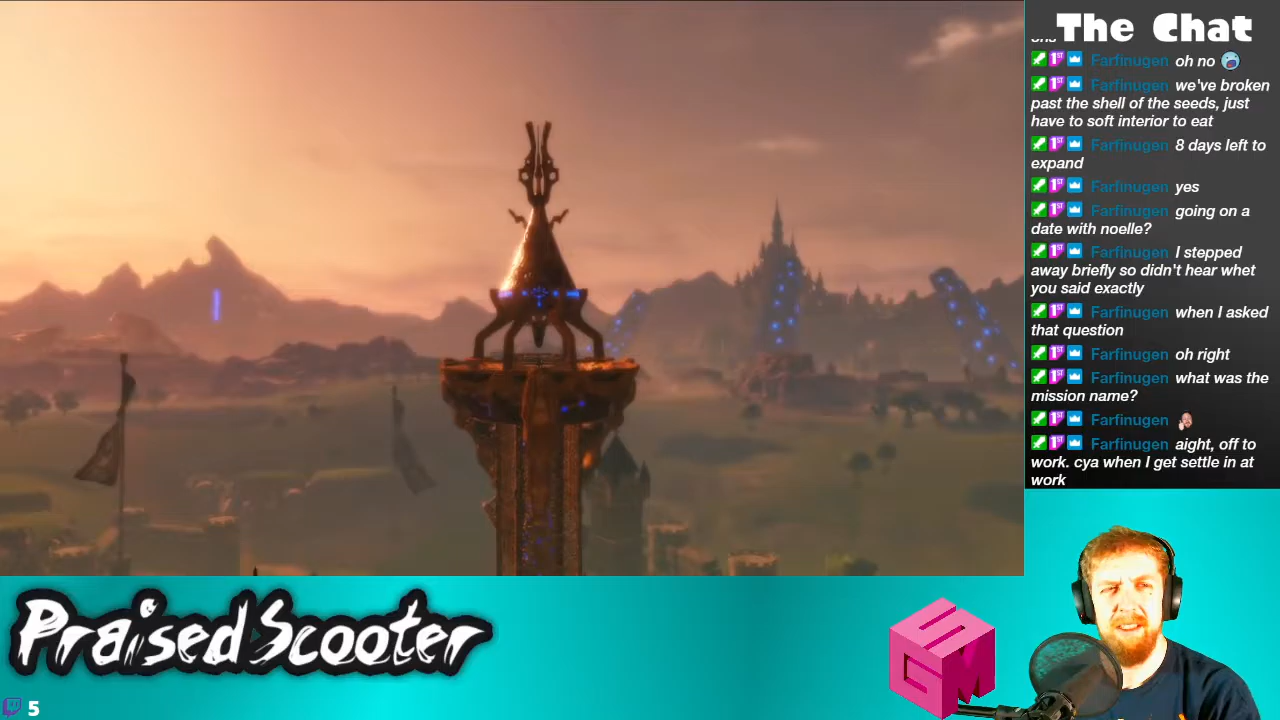 The Chat
Farfinugen oh no
Farfinugen we've broken
past the shell of the seeds, just
have to soft interior to eat
Farfinugen 8 days left to
expand
Farfinugen yes
Farfinugen going on a
date with noelle?
Farfinugen I stepped
away briefly so didn't hear whet
you said exactly
Farfinugen when I asked
that question
Farfinugen oh right
Farfinugen what was the
mission name?
Farfinugen
Farfinugen aight, off to
work. cya when I get settle in at
work
Praised Scooter
GSM
5